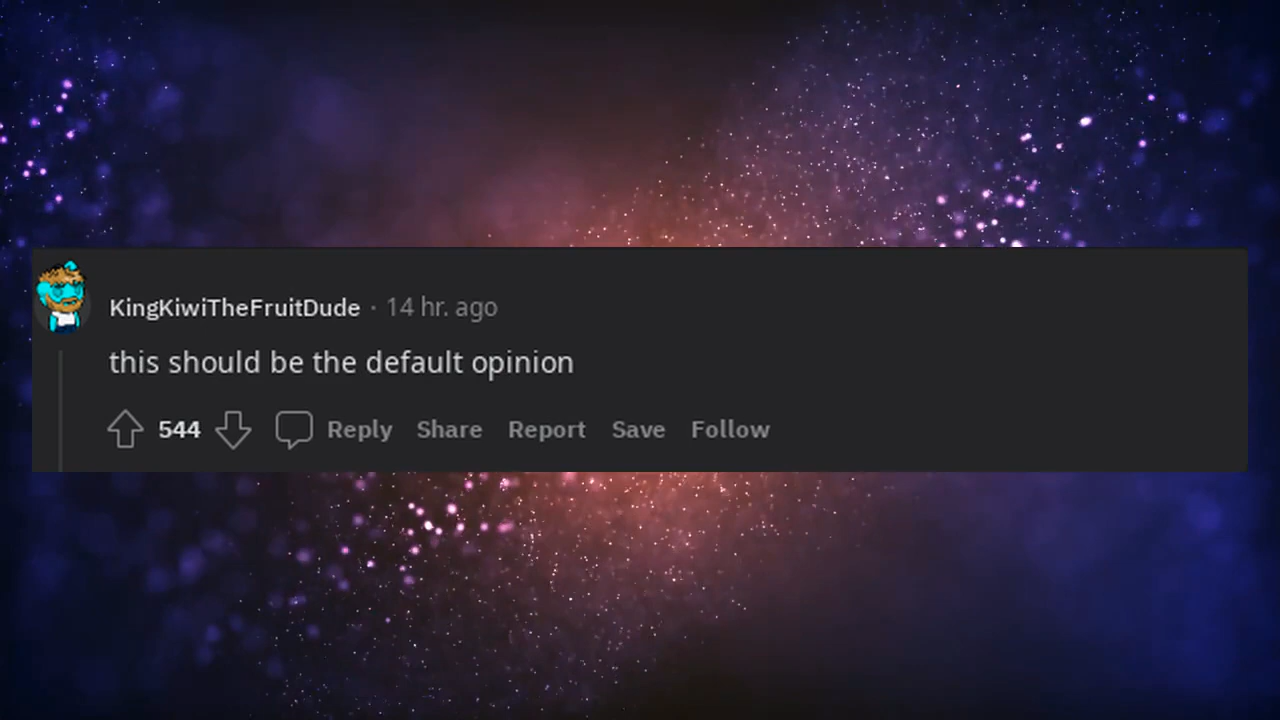 KingKiwiTheFruitDude · 14 hr. ago
this should be the default opinion
544 Reply Share Report Save Follow